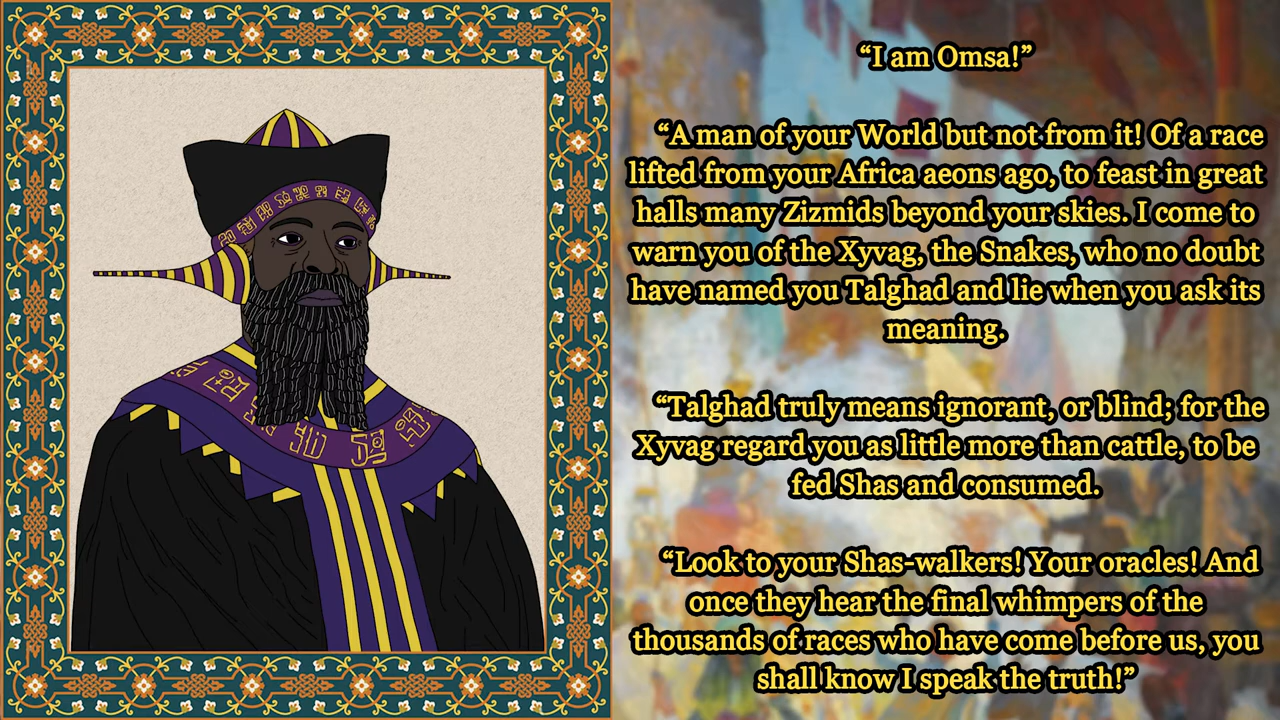 “I am Omsa!”
“A man of your World but not from it! Of a race
lifted from your Africa aeons ago, to feast in great
halls many Zizmids beyond your skies. I come to
warn you of the Xyvag, the Snakes, who no doubt
have named you Talghad and lie when you ask its
meaning.
“Talghad truly means ignorant, or blind; for the
Xyvag regard you as little more than cattle, to be
fed Shas and consumed.
“Look to your Shas-walkers! Your oracles! And
once they hear the final whimpers of the
thousands of races who have come before us, you
shall know I speak the truth!”